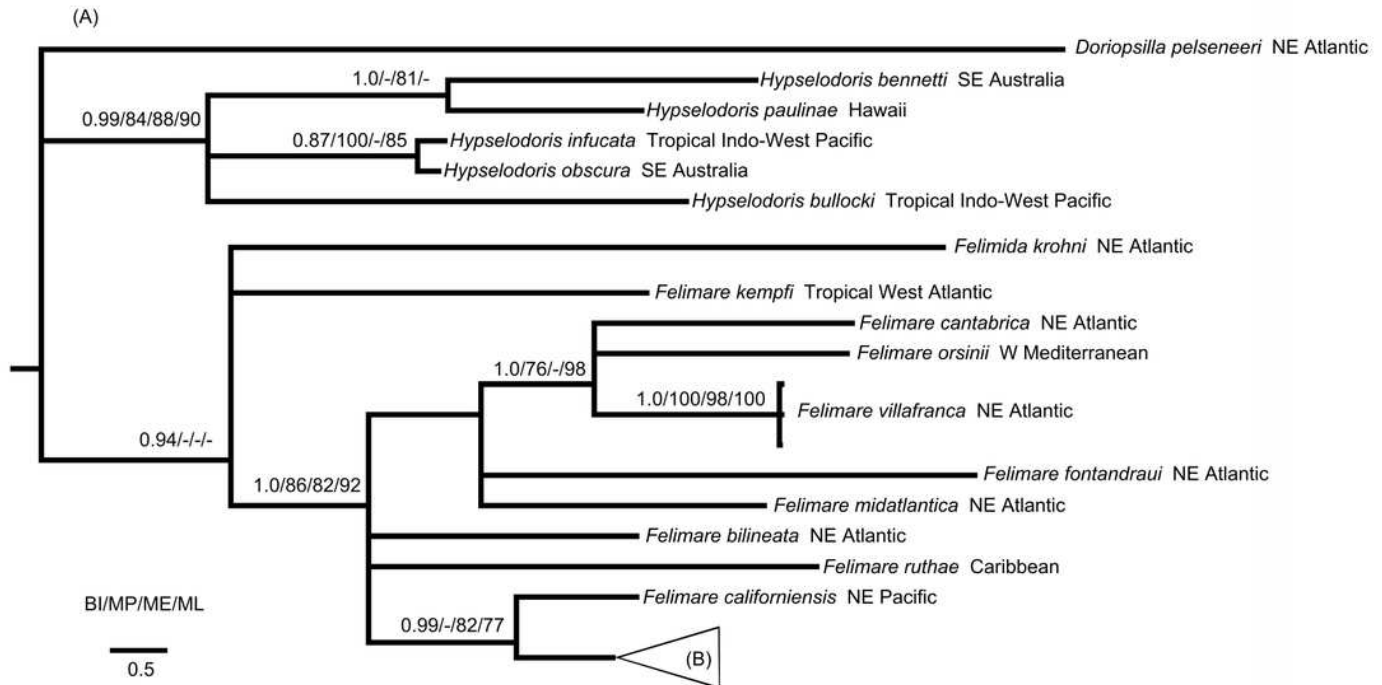 (A)
Doriopsilla pelseneeri NE Atlantic
1.0/-/81/-
Hypselodoris bennetti SE Australia
Hypselodoris paulinae Hawaii
0.99/84/88/90
0.87/100/-/85
Hypselodoris infucata Tropical Indo-West Pacific
Hypselodoris obscura SE Australia
Hypselodoris bullocki Tropical Indo-West Pacific
Felimida krohni NE Atlantic
Felimare kempfi Tropical West Atlantic
Felimare cantabrica NE Atlantic
Felimare orsinii W Mediterranean
1.0/76/-/98
1.0/100/98/100
Felimare villafranca NE Atlantic
0.94/-/-/-
Felimare fontandraui NE Atlantic
1.0/86/82/92
Felimare midatlantica NE Atlantic
Felimare bilineata NE Atlantic
Felimare ruthae Caribbean
BI/MP/ME/ML
Felimare californiensis NE Pacific
0.99/-/82/77
(B)
0.5